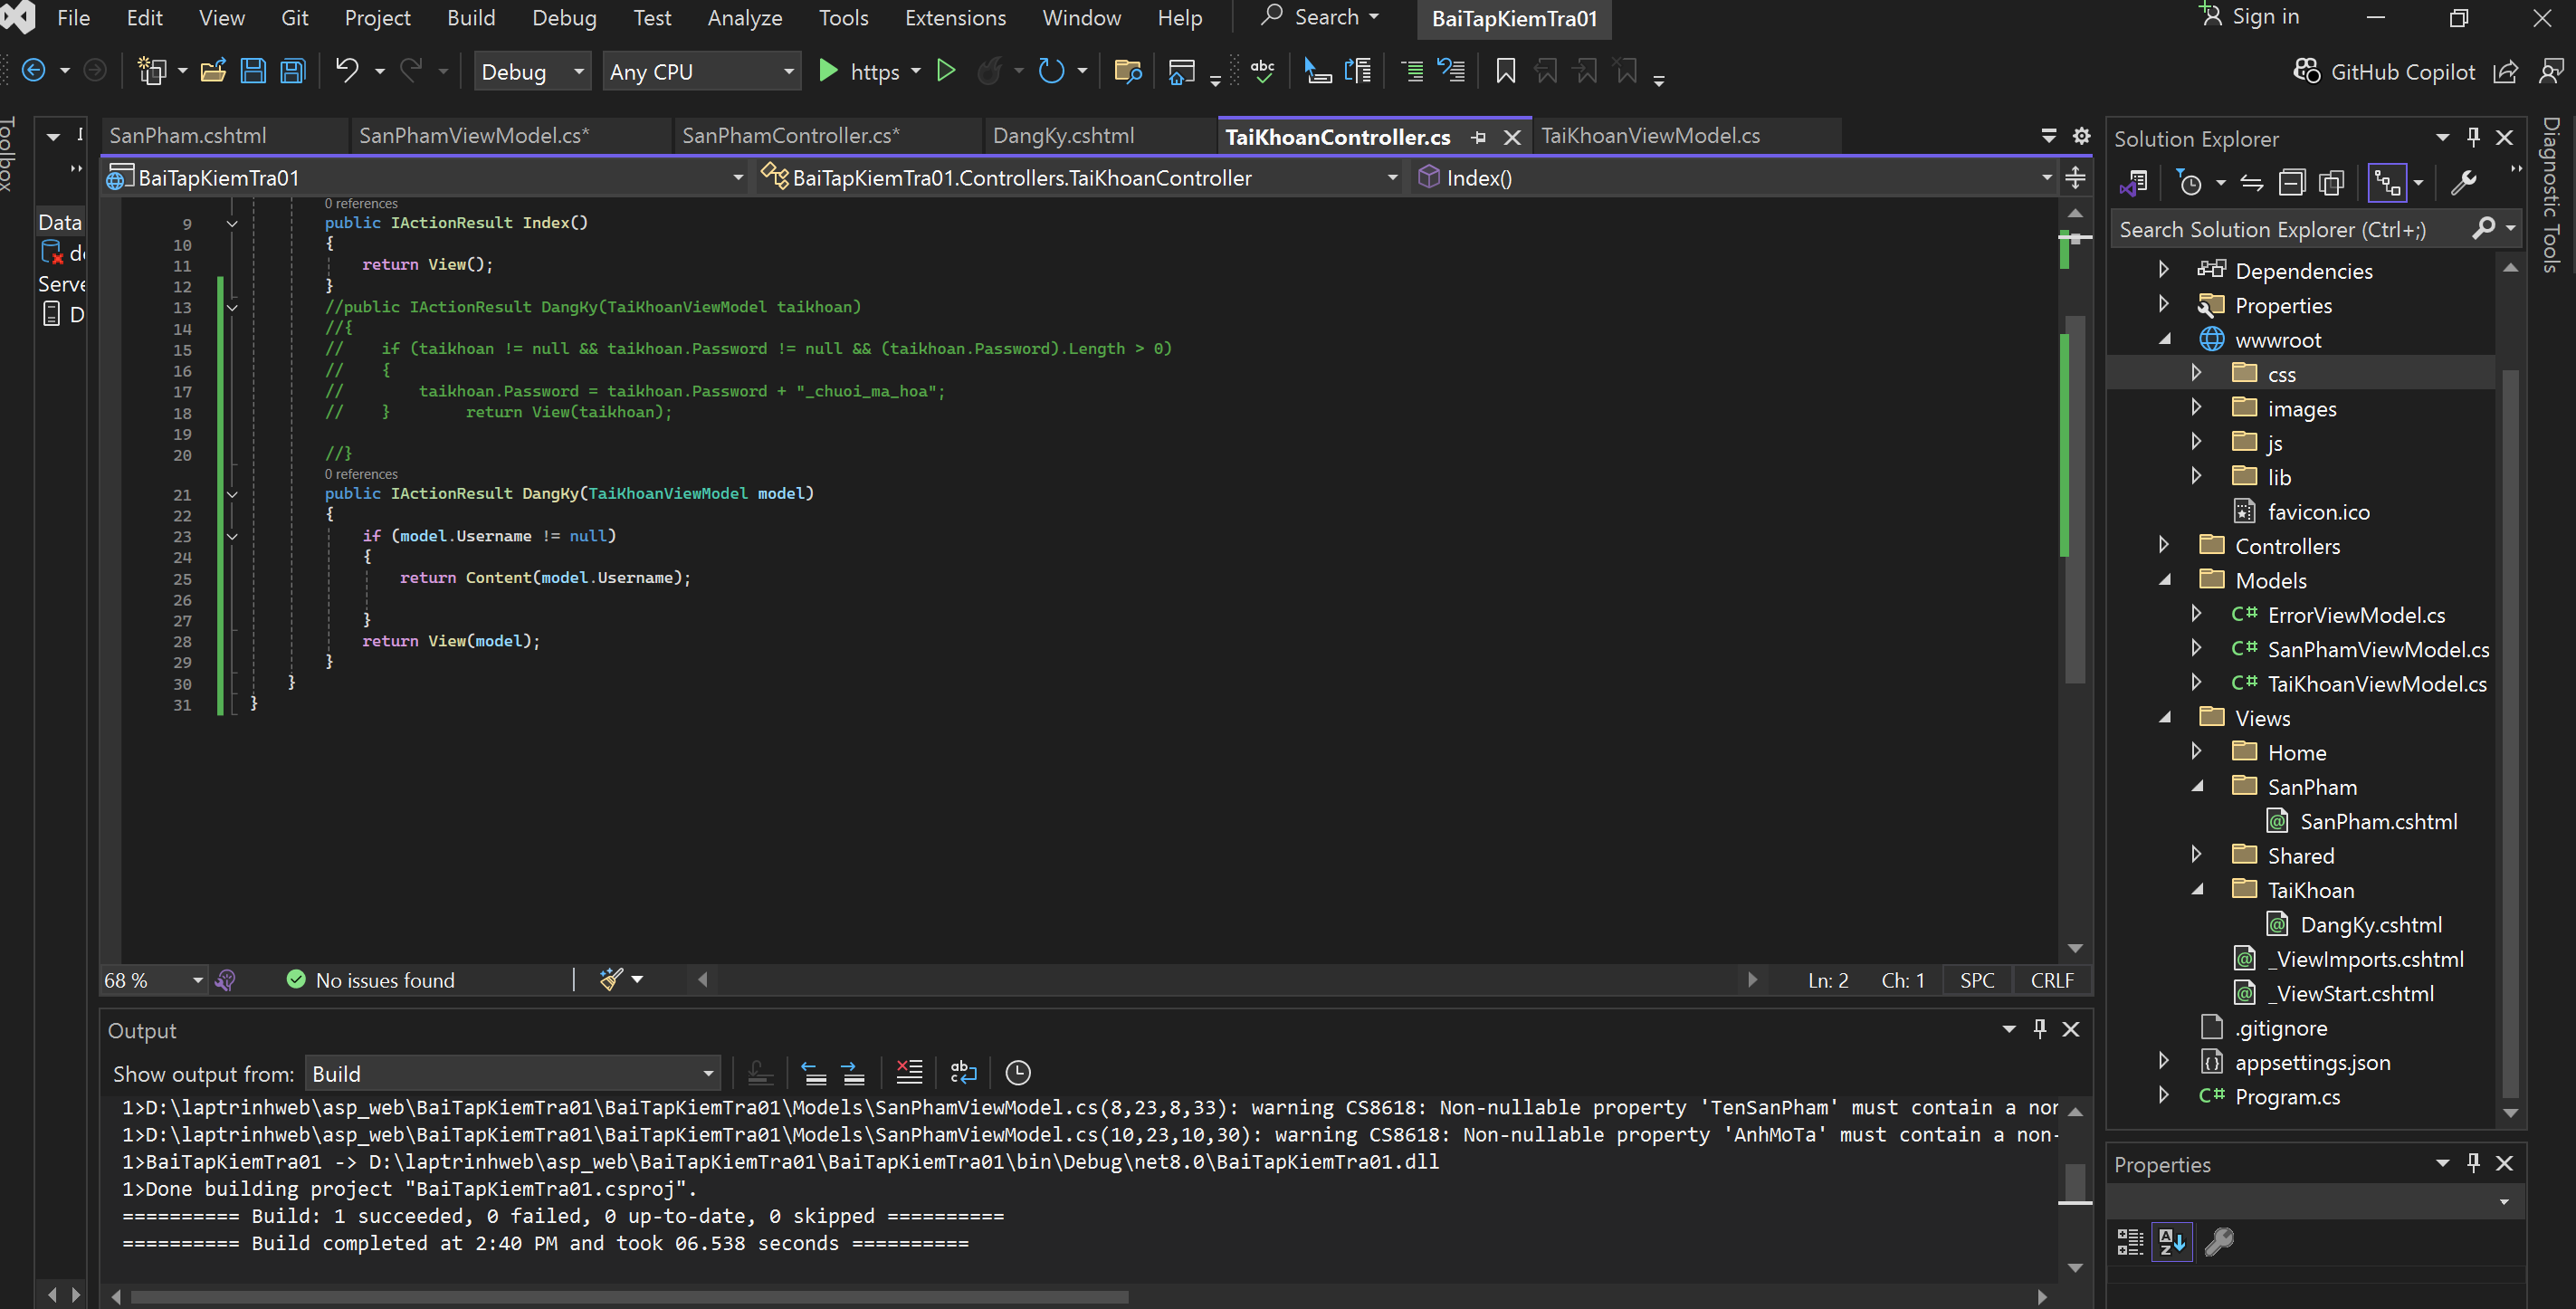 File Edit View Git Project Build Debug Test Analyze Tools Extensions Window Help Search BaiTapKiemTra01 Sign in
Debug Any CPU https GitHub Copilot
Toolbox
SanPham.cshtml SanPhamViewModel.cs* SanPhamController.cs* DangKy.cshtml TaiKhoanController.cs TaiKhoanViewModel.cs
BaiTapKiemTra01 BaiTapKiemTra01.Controllers.TaiKhoanController Index()
Data
Serve
D
0 references
9 public IActionResult Index()
10 {
11 return View();
12 }
13 //public IActionResult DangKy(TaiKhoanViewModel taikhoan)
14 //{
15 // if (taikhoan != null && taikhoan.Password != null && (taikhoan.Password).Length > 0)
16 // {
17 // taikhoan.Password = taikhoan.Password + "_chuoi_ma_hoa";
18 // } return View(taikhoan);
19
20 //}
0 references
21 public IActionResult DangKy(TaiKhoanViewModel model)
22 {
23 if (model.Username != null)
24 {
25 return Content(model.Username);
26
27 }
28 return View(model);
29 }
30 }
31 }
68 % No issues found Ln: 2 Ch: 1 SPC CRLF
Output
Show output from: Build
1>D:\laptrinhweb\asp_web\BaiTapKiemTra01\BaiTapKiemTra01\Models\SanPhamViewModel.cs(8,23,8,33): warning CS8618: Non-nullable property 'TenSanPham' must contain a nor
1>D:\laptrinhweb\asp_web\BaiTapKiemTra01\BaiTapKiemTra01\Models\SanPhamViewModel.cs(10,23,10,30): warning CS8618: Non-nullable property 'AnhMoTa' must contain a non-
1>BaiTapKiemTra01 -> D:\laptrinhweb\asp_web\BaiTapKiemTra01\BaiTapKiemTra01\bin\Debug\net8.0\BaiTapKiemTra01.dll
1>Done building project "BaiTapKiemTra01.csproj".
========== Build: 1 succeeded, 0 failed, 0 up-to-date, 0 skipped ==========
========== Build completed at 2:40 PM and took 06.538 seconds ==========
Solution Explorer
Search Solution Explorer (Ctrl+;)
Dependencies
Properties
wwwroot
css
images
js
lib
favicon.ico
Controllers
Models
C# ErrorViewModel.cs
C# SanPhamViewModel.cs
C# TaiKhoanViewModel.cs
Views
Home
SanPham
SanPham.cshtml
Shared
TaiKhoan
DangKy.cshtml
_ViewImports.cshtml
_ViewStart.cshtml
.gitignore
appsettings.json
C# Program.cs
Properties
Diagnostic Tools